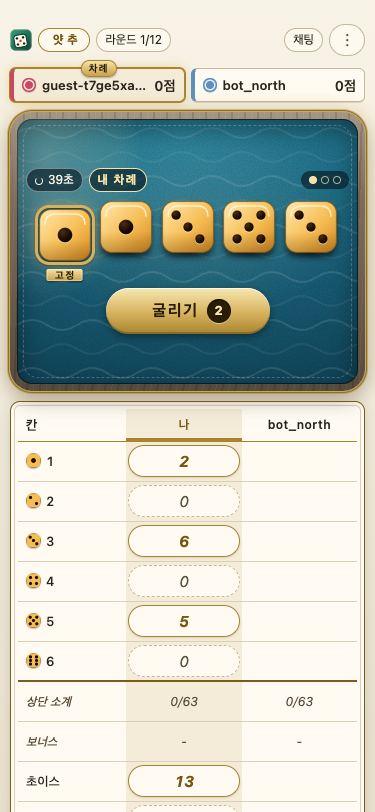 얏 추 라운드 1/12 채팅
차례
guest-t7ge5xa... 0점 bot_north 0점
39초 내 차례
고정
굴리기 2
칸 나 bot_north
1 2
2 0
3 6
4 0
5 5
6 0
상단 소계 0/63 0/63
보너스 - -
초이스 13